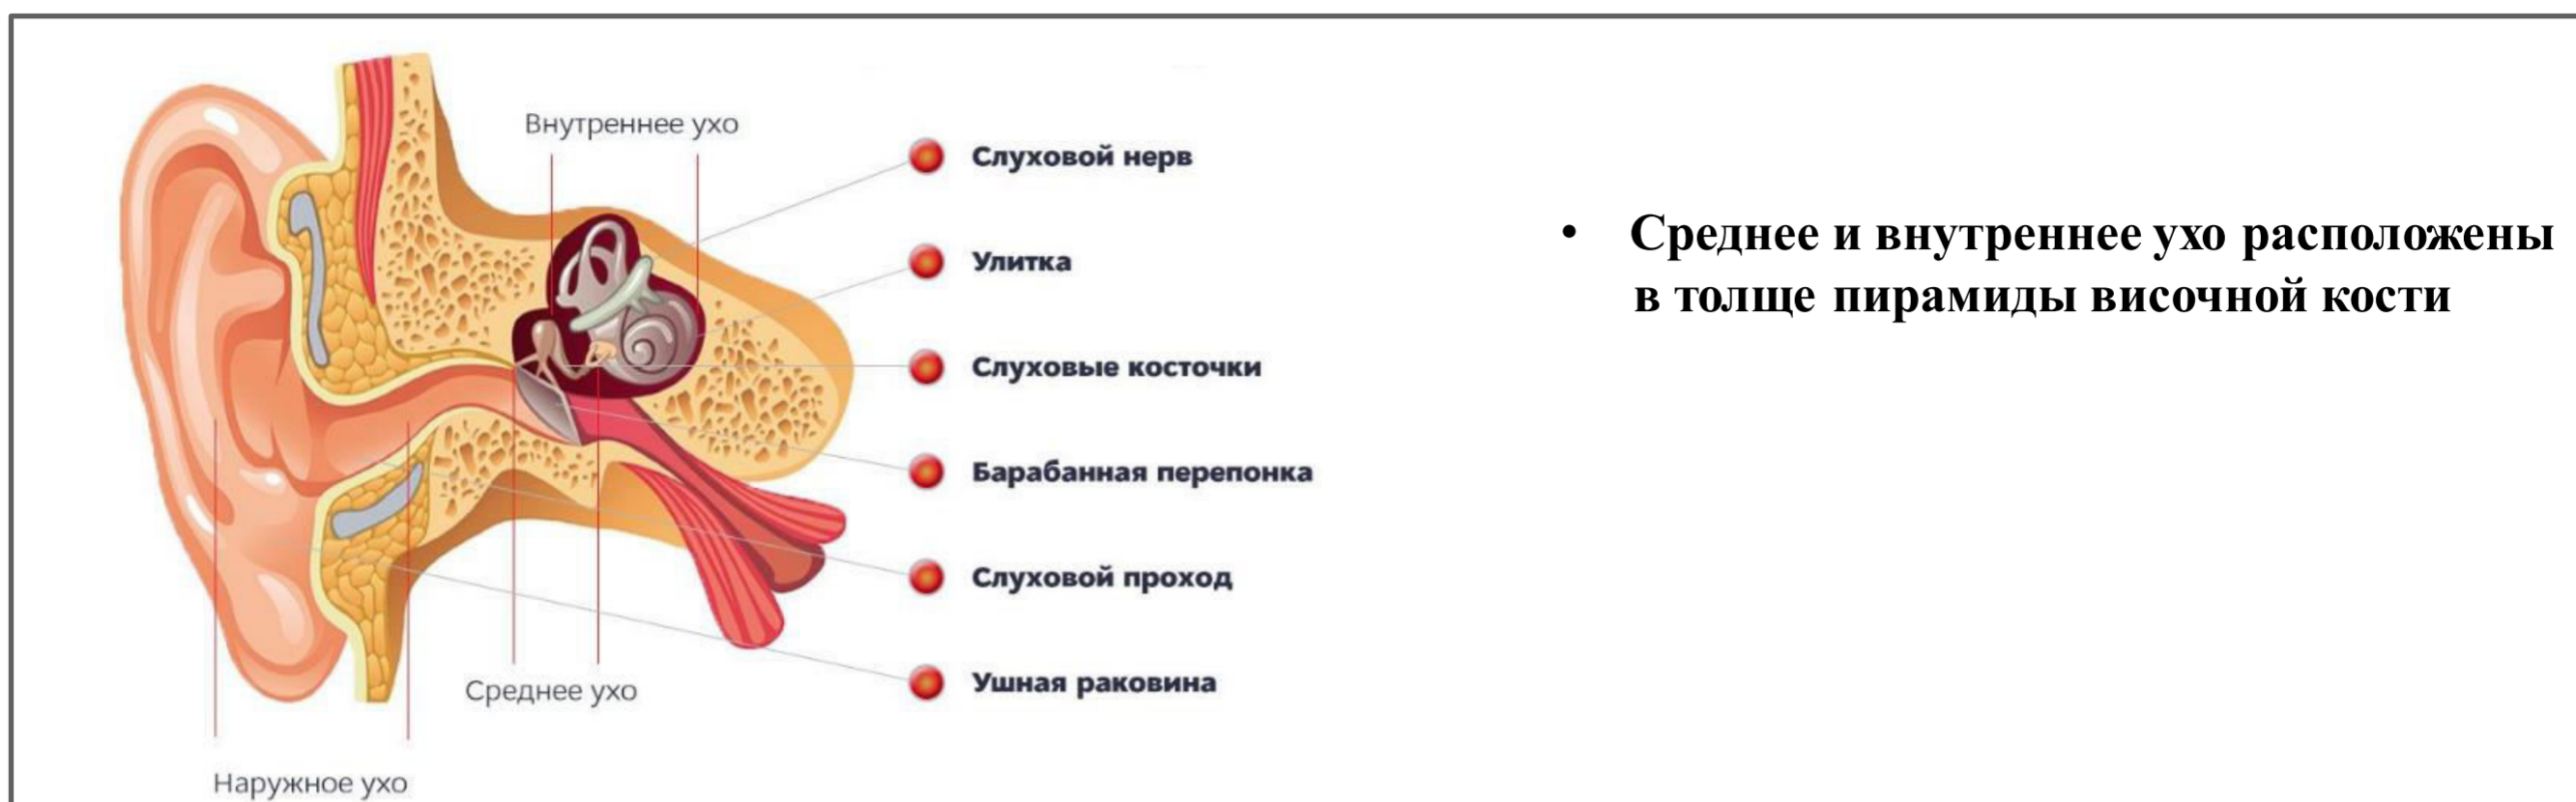 Внутреннее ухо
Слуховой нерв
Улитка
Слуховые косточки
Барабанная перепонка
Слуховой проход
Ушная раковина
Среднее ухо
Наружное ухо
• Среднее и внутреннее ухо расположены
в толще пирамиды височной кости